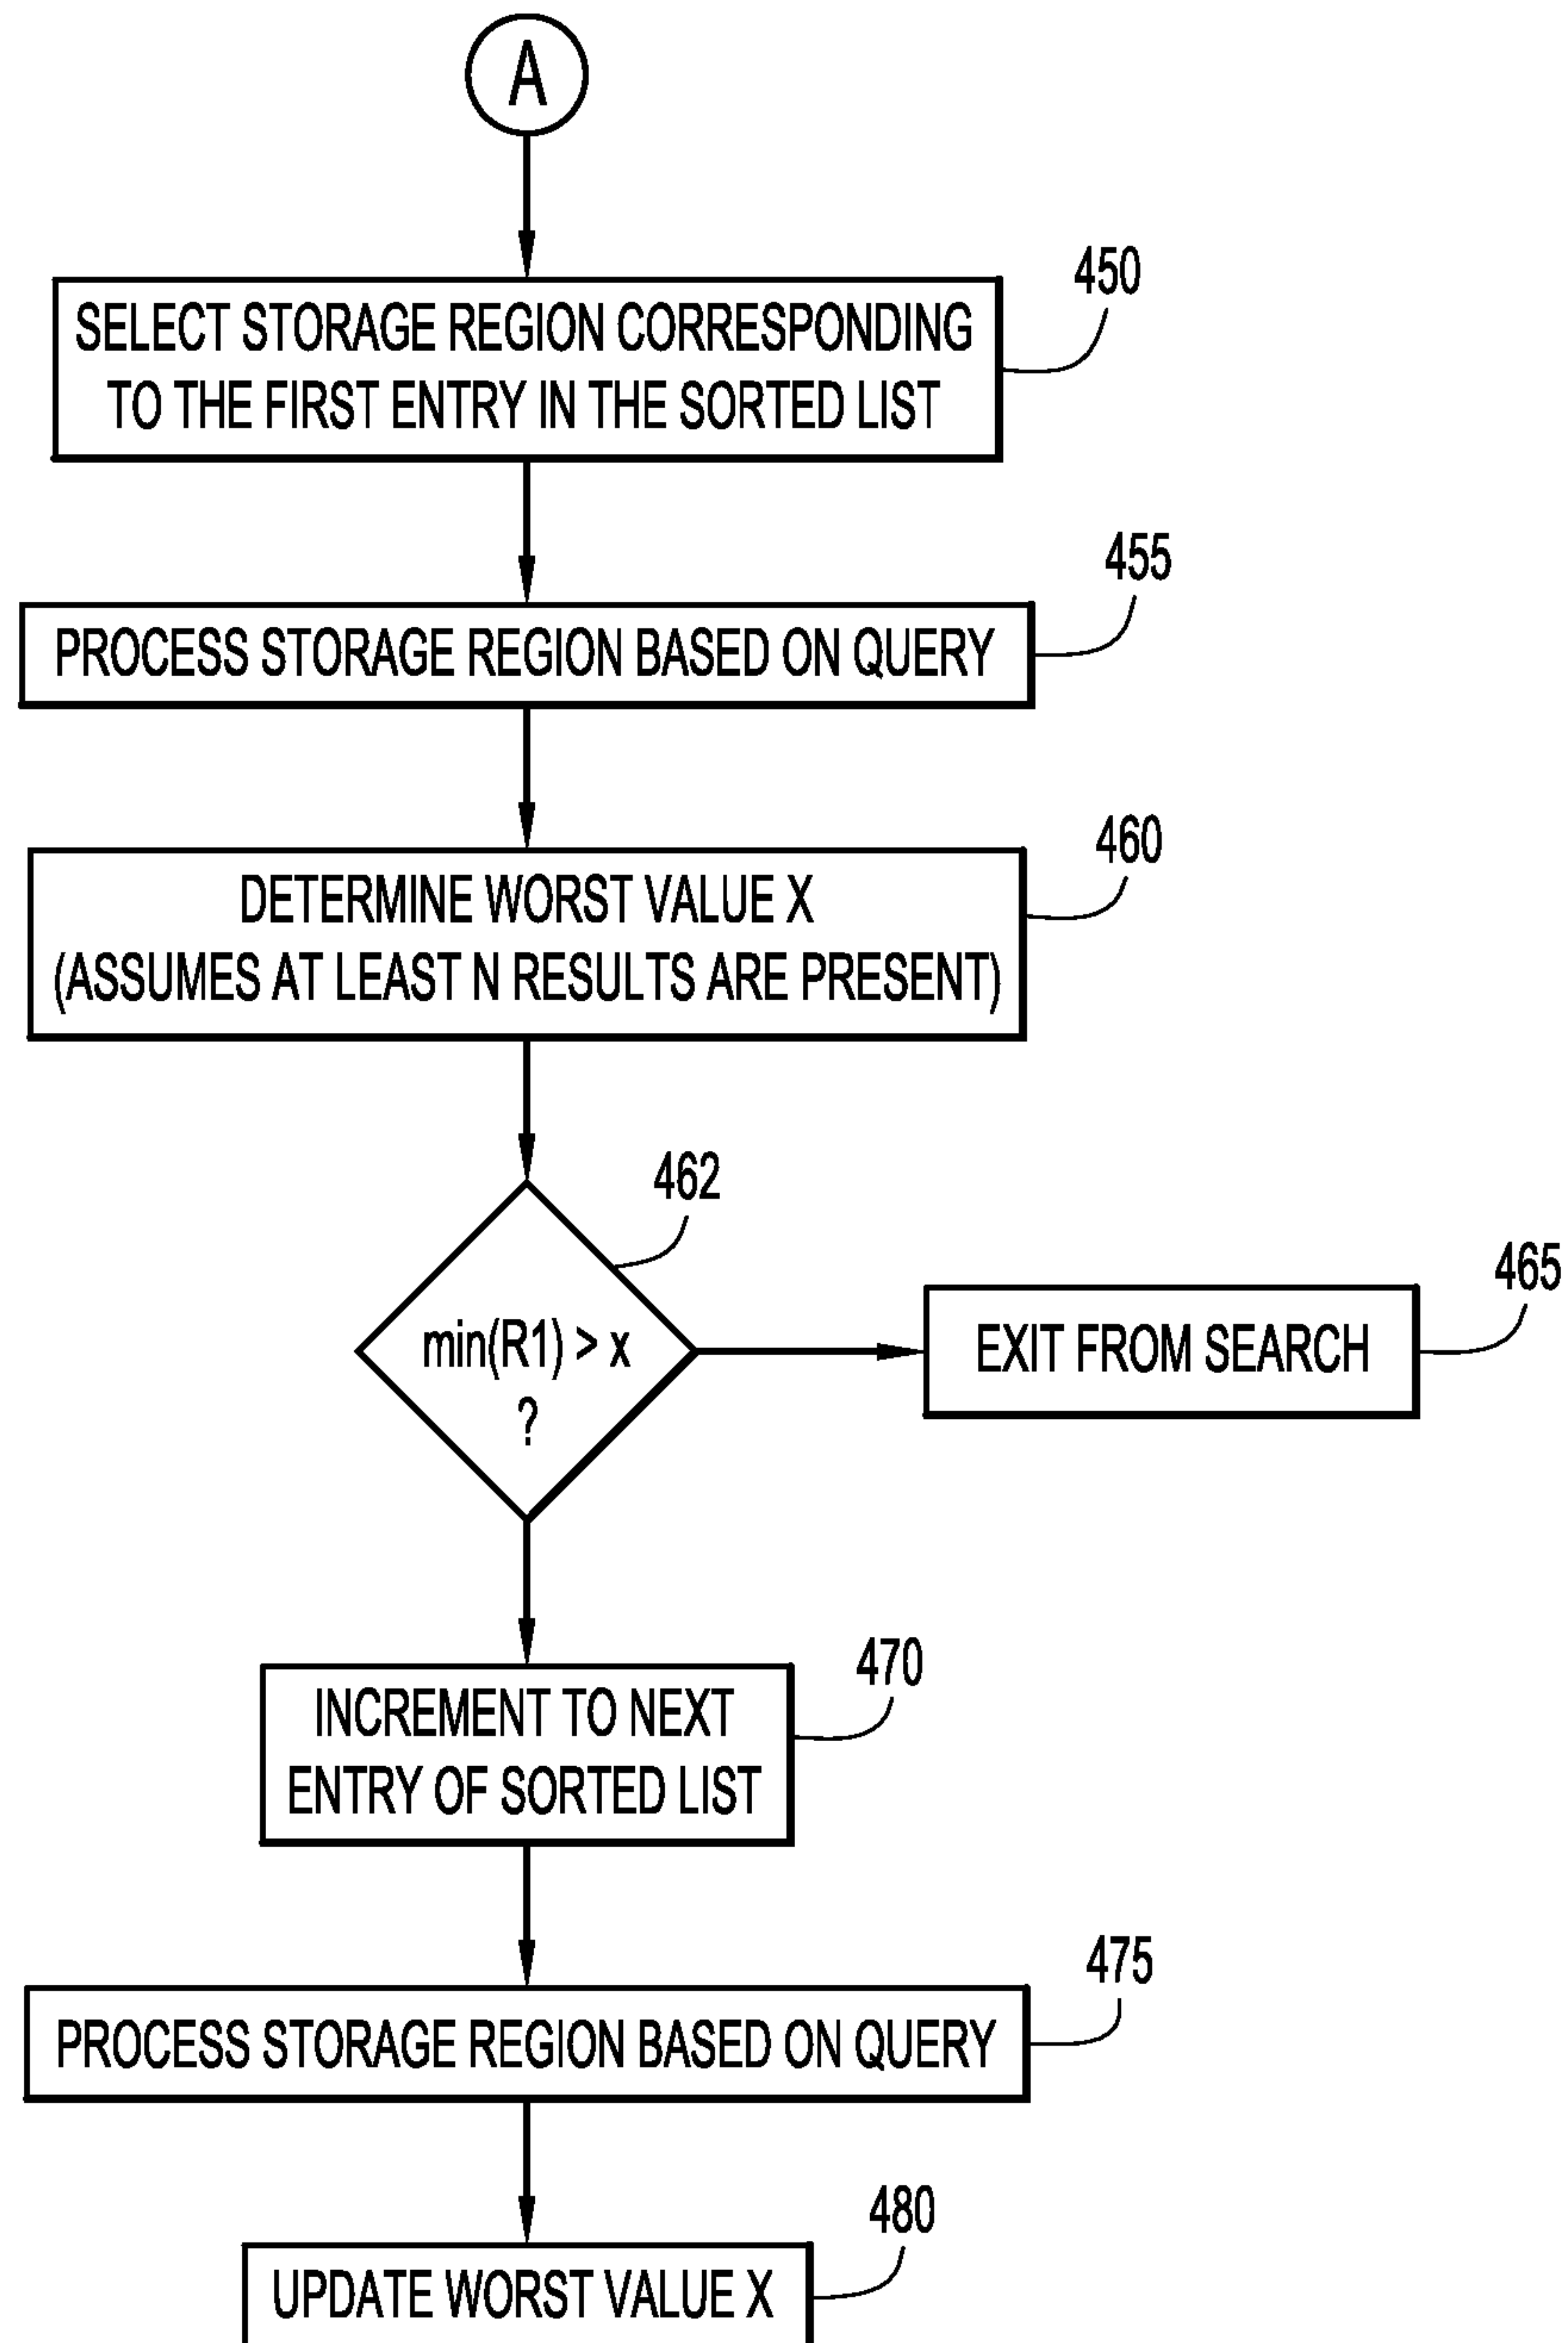 A
450
SELECT STORAGE REGION CORRESPONDING
TO THE FIRST ENTRY IN THE SORTED LIST
455
PROCESS STORAGE REGION BASED ON QUERY
460
DETERMINE WORST VALUE X
(ASSUMES AT LEAST N RESULTS ARE PRESENT)
462
min(R1) > x
?
465
EXIT FROM SEARCH
470
INCREMENT TO NEXT
ENTRY OF SORTED LIST
475
PROCESS STORAGE REGION BASED ON QUERY
480
UPDATE WORST VALUE X